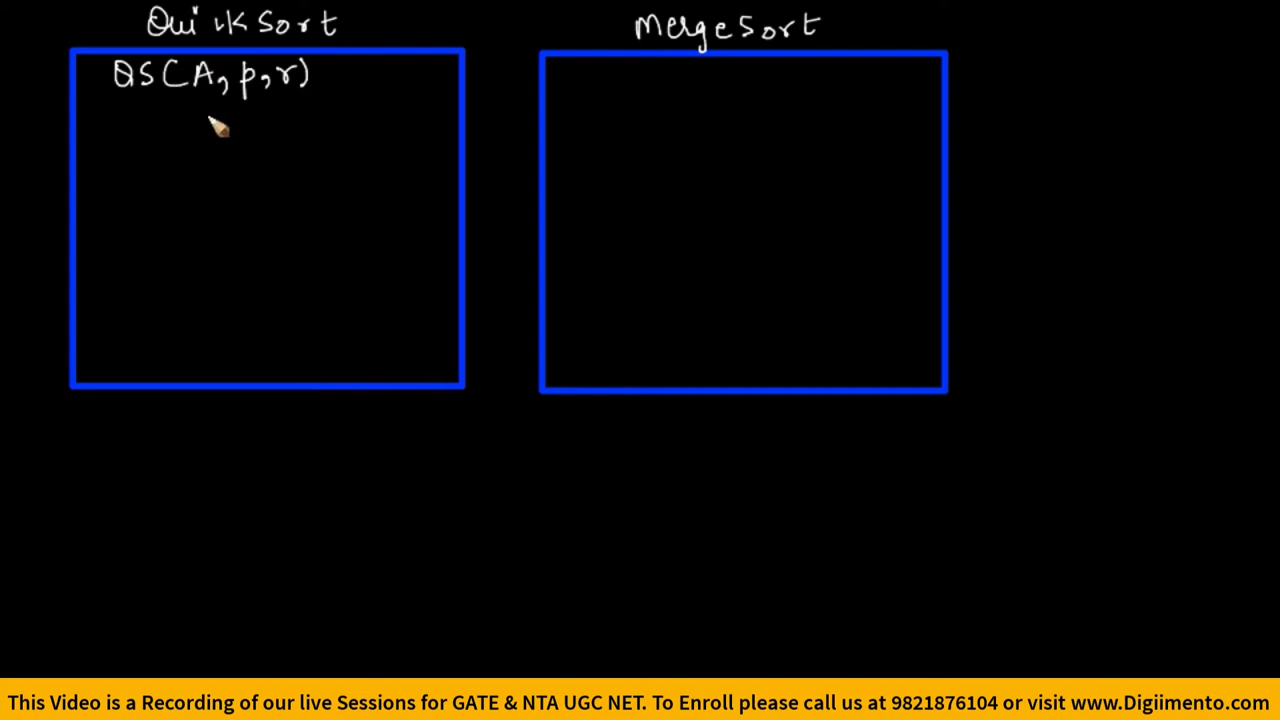 QuickSort
MergeSort
QS(A,p,r)
This Video is a Recording of our live Sessions for GATE & NTA UGC NET. To Enroll please call us at 9821876104 or visit www.Digiimento.com